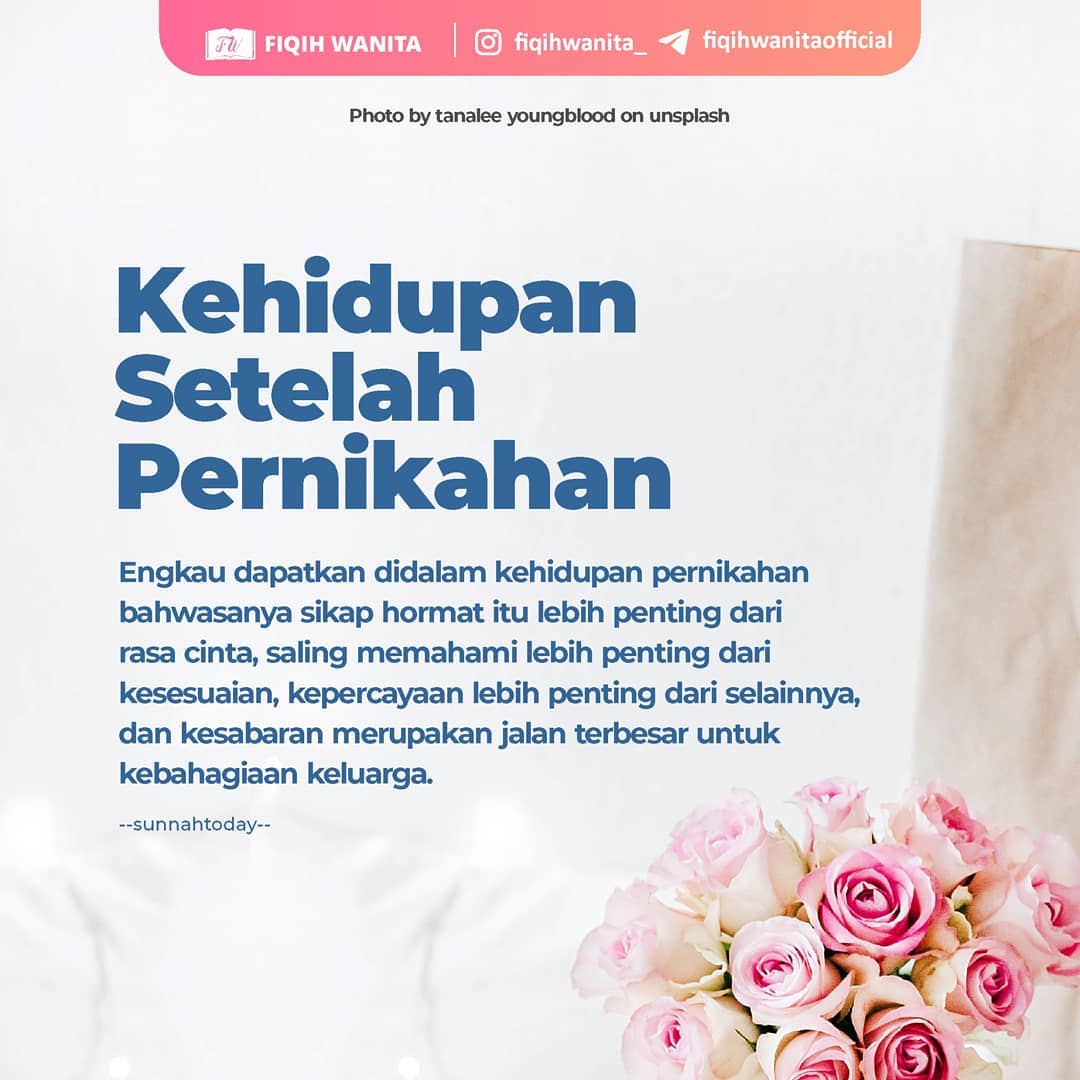 FW FIQIH WANITA fiqihwanita_ fiqihwanitaofficial
Photo by tanalee youngblood on unsplash
Kehidupan
Setelah
Pernikahan
Engkau dapatkan didalam kehidupan pernikahan
bahwasanya sikap hormat itu lebih penting dari
rasa cinta, saling memahami lebih penting dari
kesesuaian, kepercayaan lebih penting dari selainnya,
dan kesabaran merupakan jalan terbesar untuk
kebahagiaan keluarga.
--sunnahtoday--